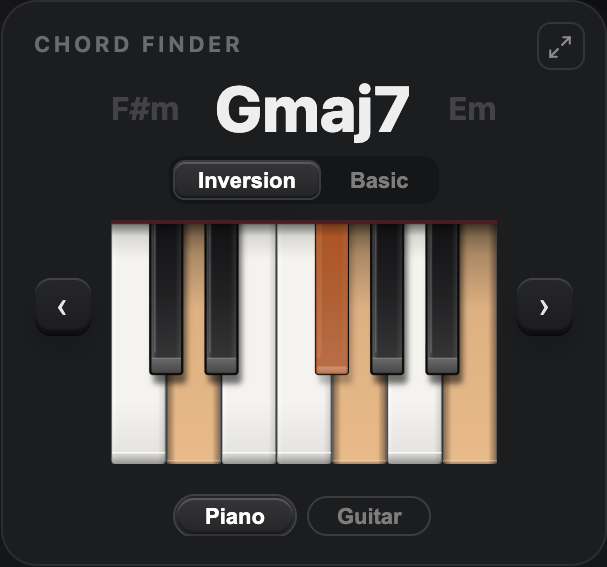 CHORD FINDER
F#m Gmaj7 Em
Inversion Basic
‹ ›
Piano Guitar